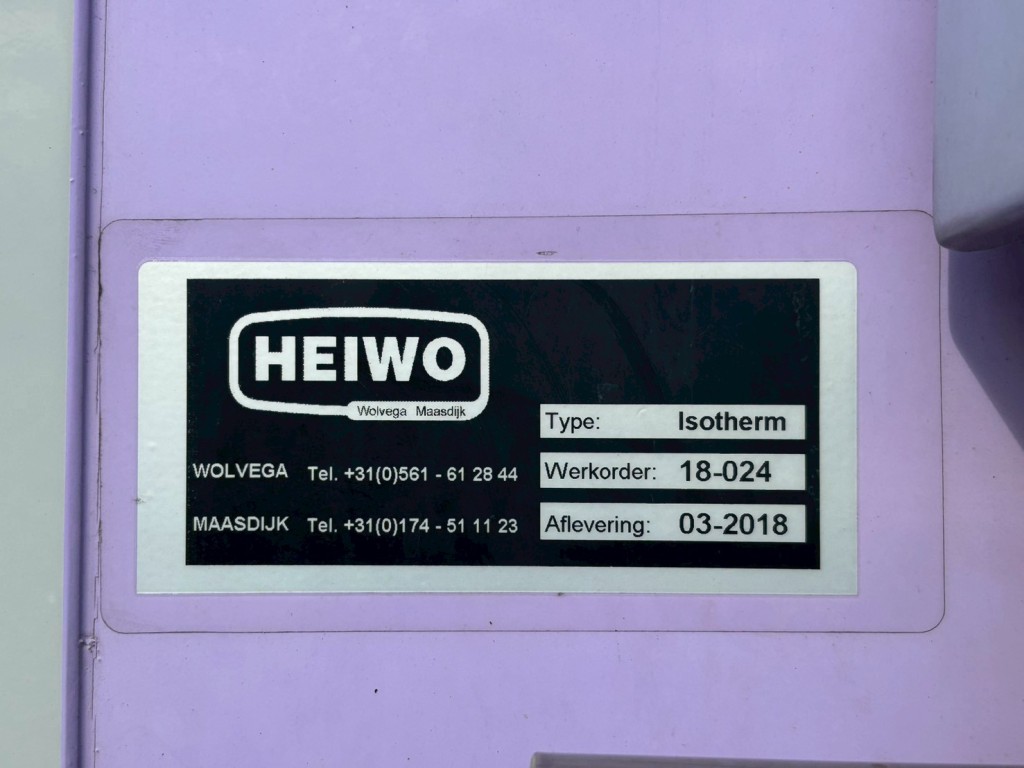 HEIWO
Wolvega Maasdijk
Type: Isotherm
WOLVEGA Tel. +31(0)561 - 61 28 44
Werkorder: 18-024
MAASDIJK Tel. +31(0)174 - 51 11 23
Aflevering: 03-2018